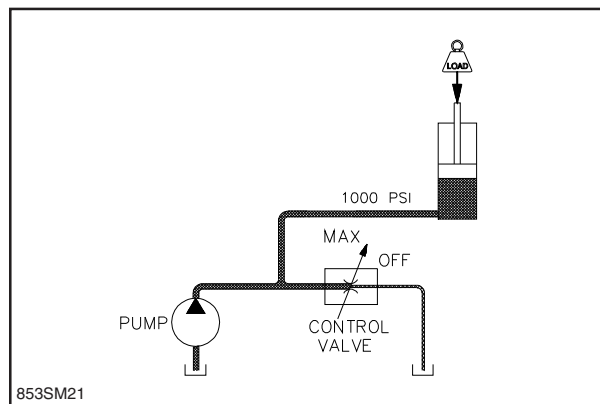 LOAD
1000 PSI
MAX
OFF
PUMP
CONTROL
VALVE
853SM21